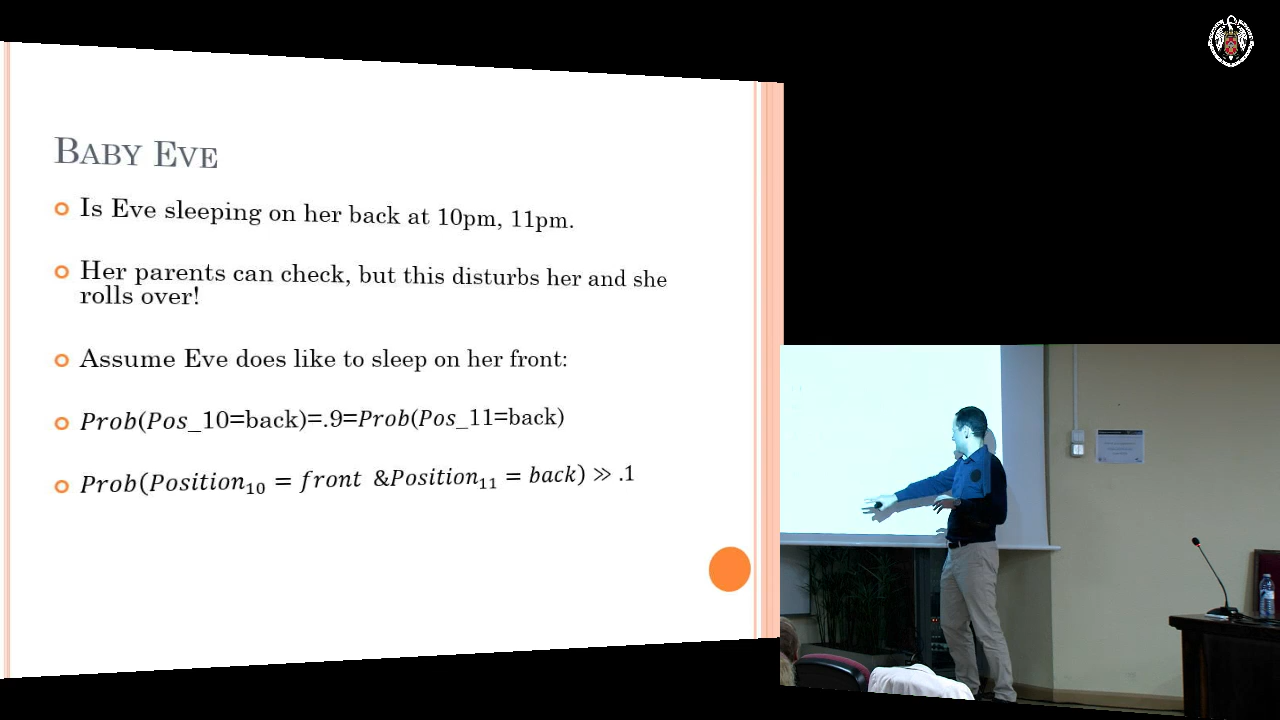 BABY EVE
Is Eve sleeping on her back at 10pm, 11pm.
Her parents can check, but this disturbs her and she
rolls over!
Assume Eve does like to sleep on her front:
Prob(Pos_10=back)=.9=Prob(Pos_11=back)
Prob(Position₁₀ = front &Position₁₁ = back) ≫ .1